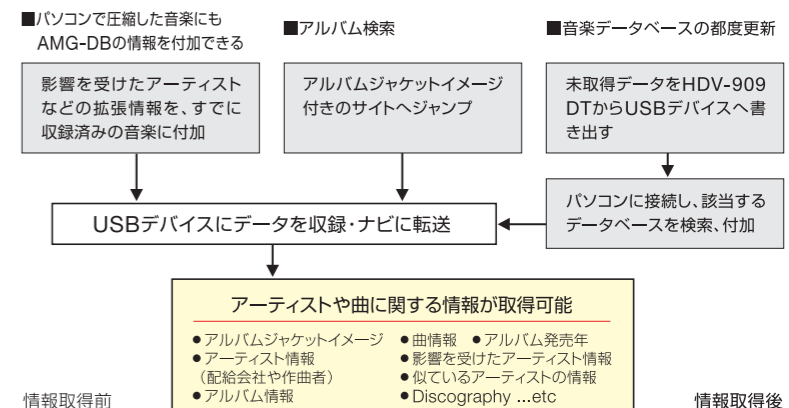 ■パソコンで圧縮した音楽にも
AMG-DBの情報を付加できる
影響を受けたアーティスト
などの拡張情報を、すでに
収録済みの音楽に付加
■アルバム検索
アルバムジャケットイメージ
付きのサイトへジャンプ
■音楽データベースの都度更新
未取得データをHDV-909
DTからUSBデバイスへ書
き出す
パソコンに接続し、該当する
データベースを検索、付加
USBデバイスにデータを収録・ナビに転送
アーティストや曲に関する情報が取得可能
●アルバムジャケットイメージ
●アーティスト情報
（配給会社や作曲者）
●アルバム情報
●曲情報 ●アルバム発売年
●影響を受けたアーティスト情報
●似ているアーティストの情報
●Discography ...etc
情報取得前
情報取得後